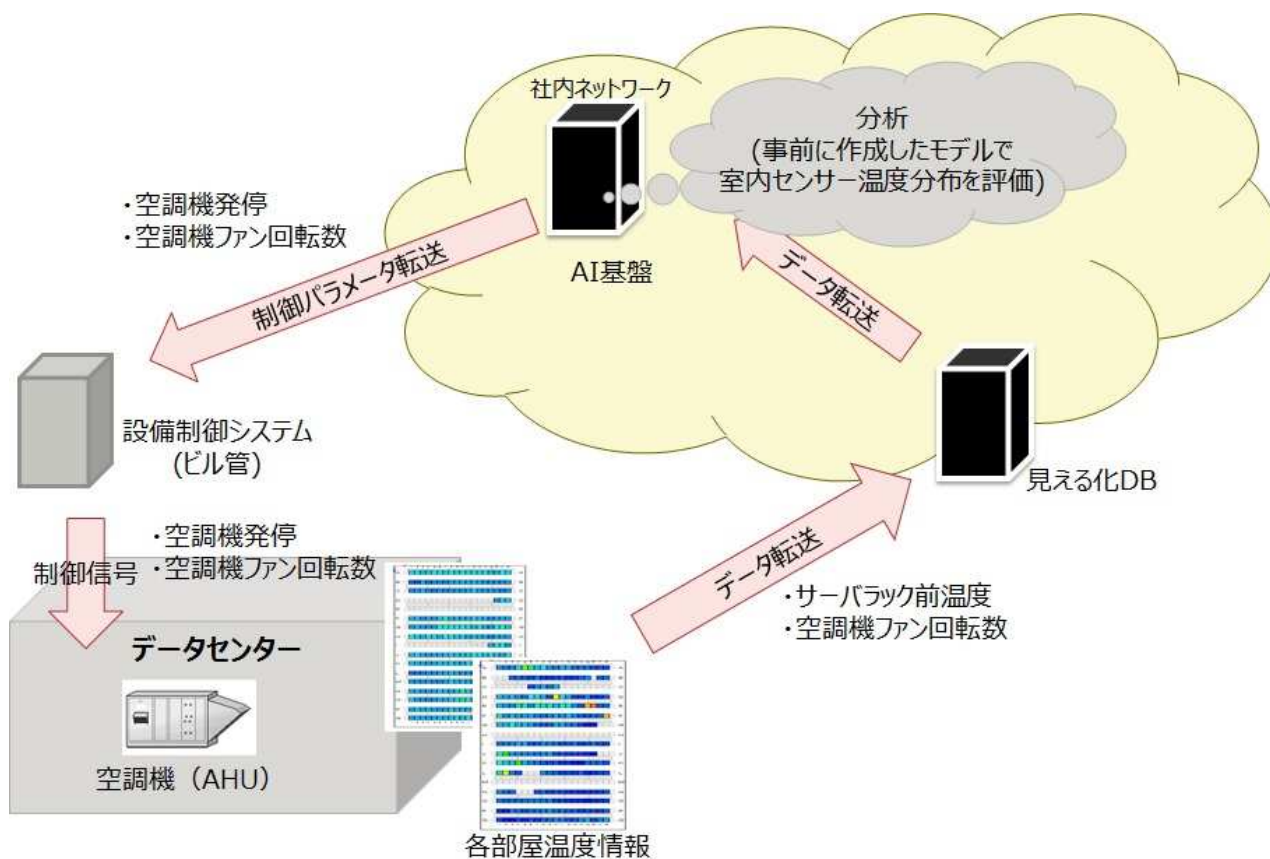 社内ネットワーク
分析
(事前に作成したモデルで
室内センサー温度分布を評価)
・空調機発停
・空調機ファン回転数
制御パラメータ転送
AI基盤
データ転送
設備制御システム
(ビル管)
見える化DB
・空調機発停
・空調機ファン回転数
制御信号
データ転送
・サーバラック前温度
・空調機ファン回転数
データセンター
空調機（AHU）
各部屋温度情報